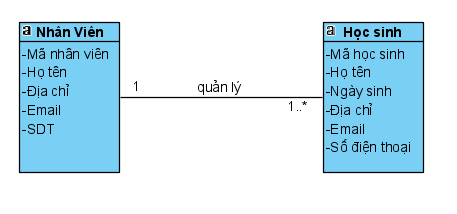 Nhân Viên
-Mã nhân viên
-Họ tên
-Địa chỉ
-Email
-SDT
1
quản lý
1..*
Học sinh
-Mã học sinh
-Họ tên
-Ngày sinh
-Địa chỉ
-Email
-Số điện thoại